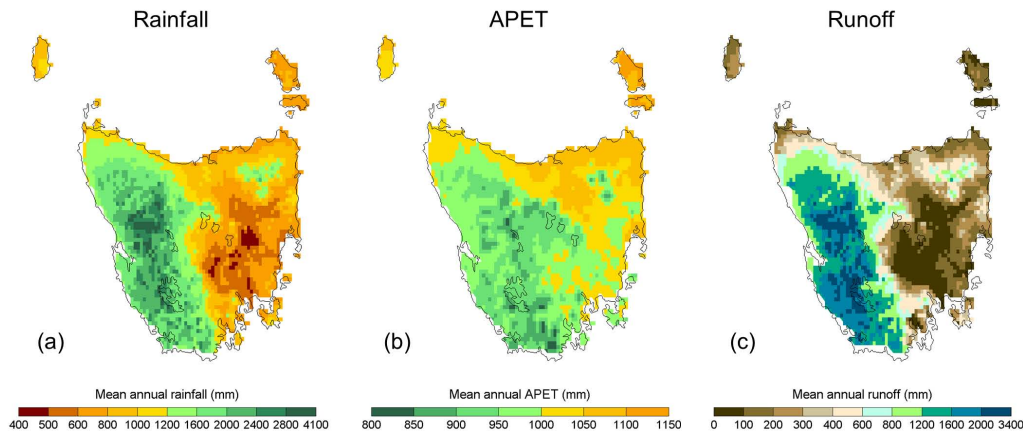 Rainfall APET Runoff
(a) (b) (c)
Mean annual rainfall (mm) Mean annual APET (mm) Mean annual runoff (mm)
400 500 600 800 1000 1200 1600 2000 2400 2800 4100 800 850 900 950 1000 1050 1100 1150 0 100 200 300 400 600 800 1200 1600 2000 3400